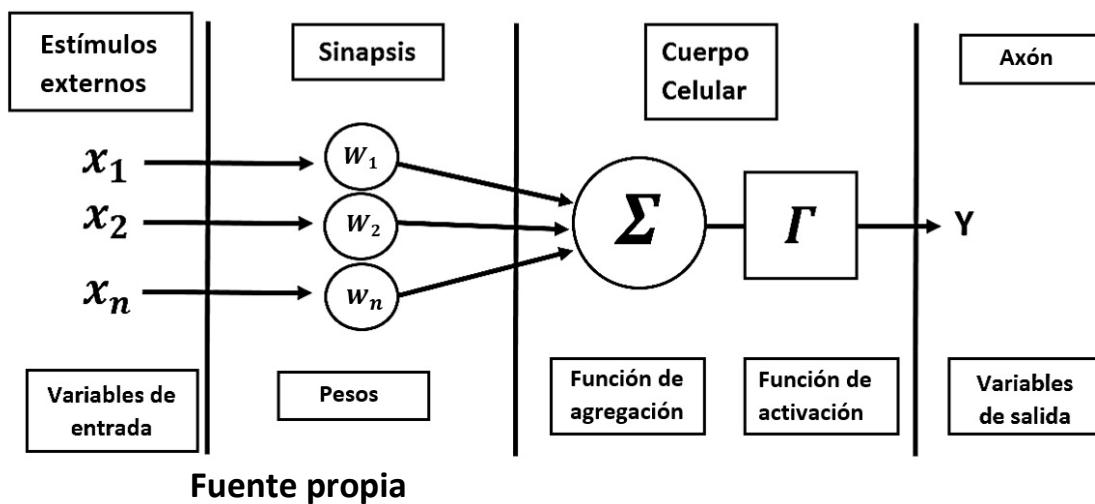 Estímulos
externos
Sinapsis
Cuerpo
Celular
Axón
x₁
W₁
x₂
W₂
Σ
Γ
Y
xₙ
wₙ
Variables de
entrada
Pesos
Función de
agregación
Función de
activación
Variables
de salida
Fuente propia